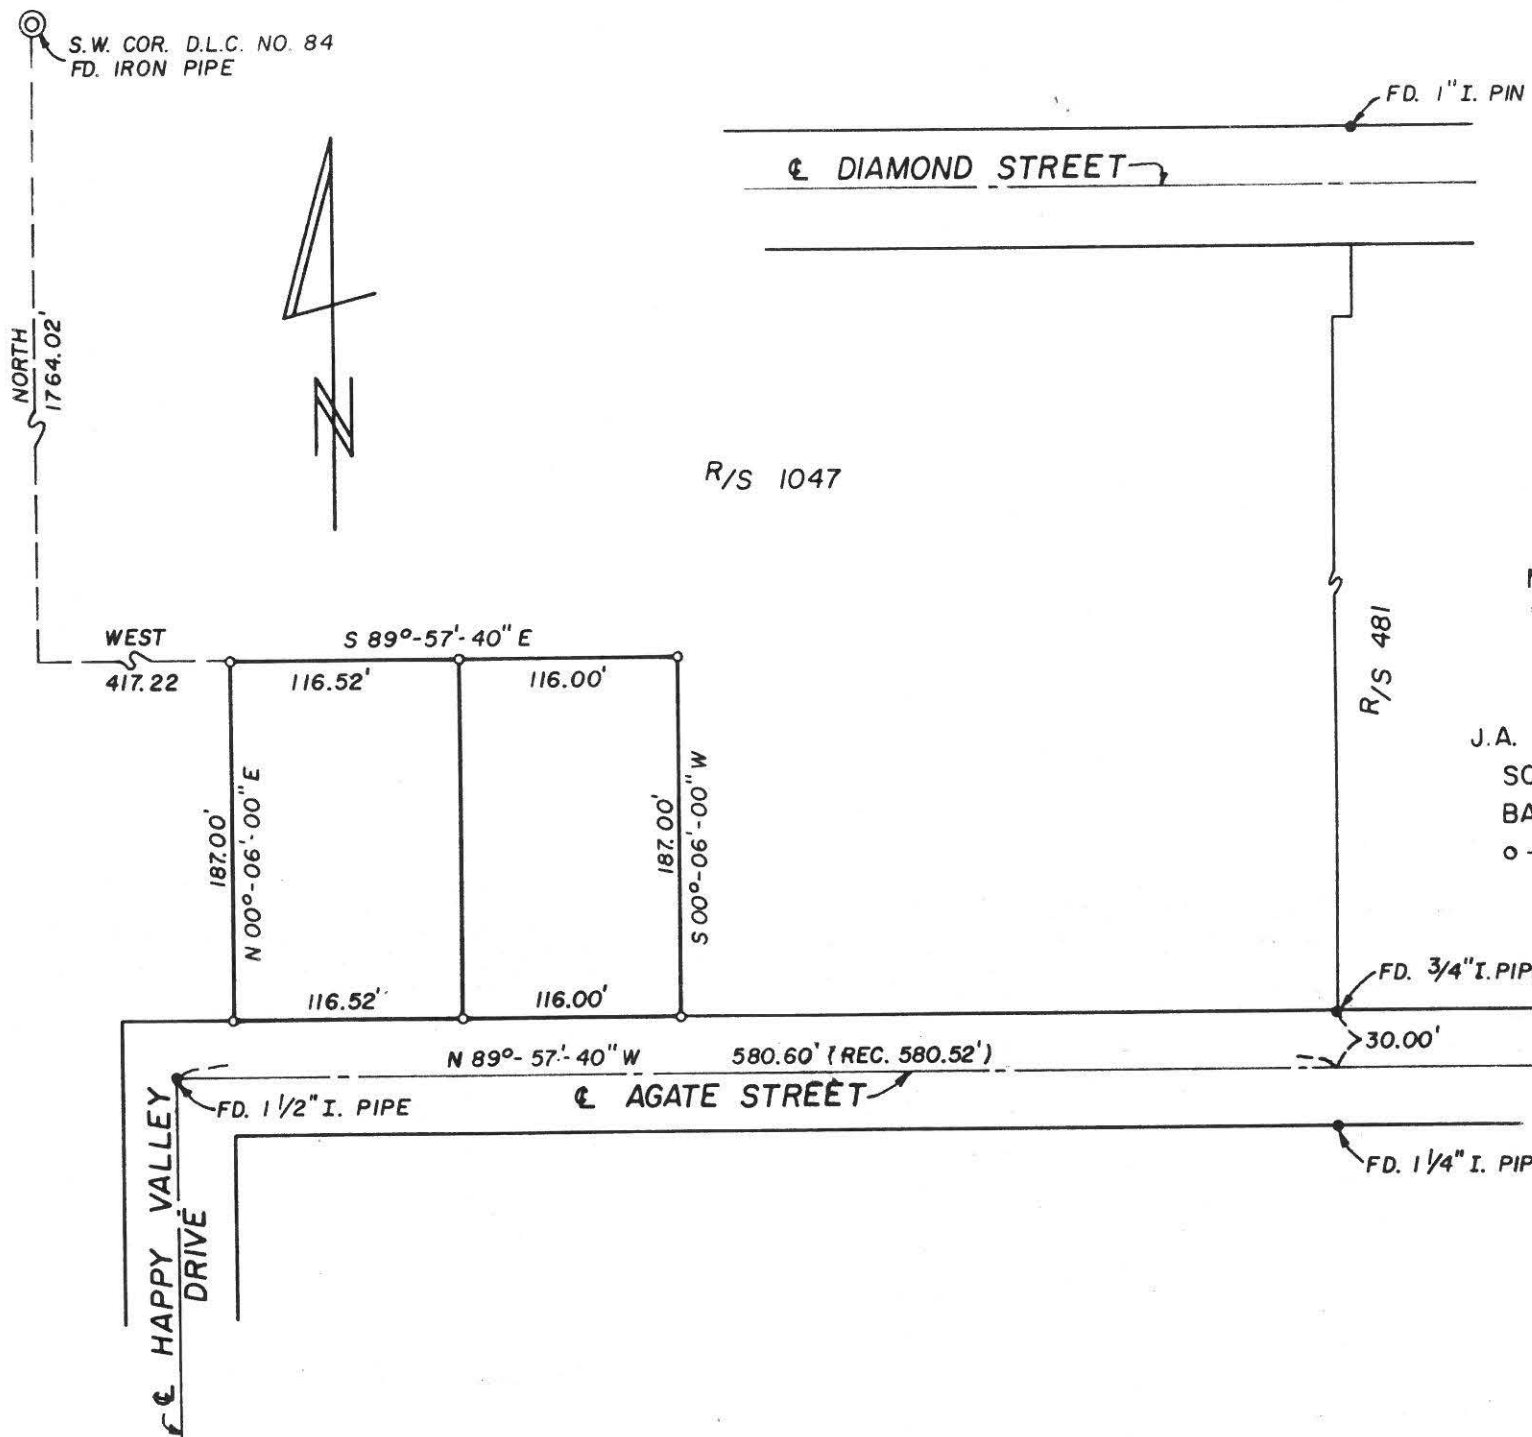 S.W. COR. D.L.C. NO. 84
FD. IRON PIPE
FD. 1" I. PIN
℄ DIAMOND STREET
NORTH
1764.02'
N
R/S 1047
R/S 481
WEST
417.22
S 89°-57'-40" E
116.52'
116.00'
187.00'
N 00°-06'-00" E
187.00'
S 00°-06'-00" W
J.A.
116.52'
116.00'
FD. 3/4" I. PIP
30.00'
N 89°-57'-40" W
580.60' (REC. 580.52')
℄ AGATE STREET
FD. 1 1/2" I. PIPE
FD. 1 1/4" I. PIP
℄ HAPPY VALLEY
DRIVE